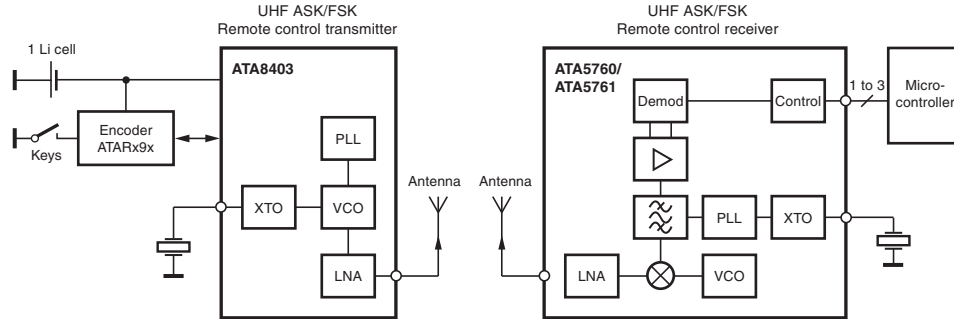 UHF ASK/FSK
Remote control transmitter
UHF ASK/FSK
Remote control receiver
1 Li cell
ATA8403
ATA5760/
ATA5761
1 to 3
Micro-
controller
Demod
Control
Encoder
ATARx9x
Keys
PLL
Antenna
Antenna
XTO
VCO
PLL
XTO
LNA
LNA
VCO